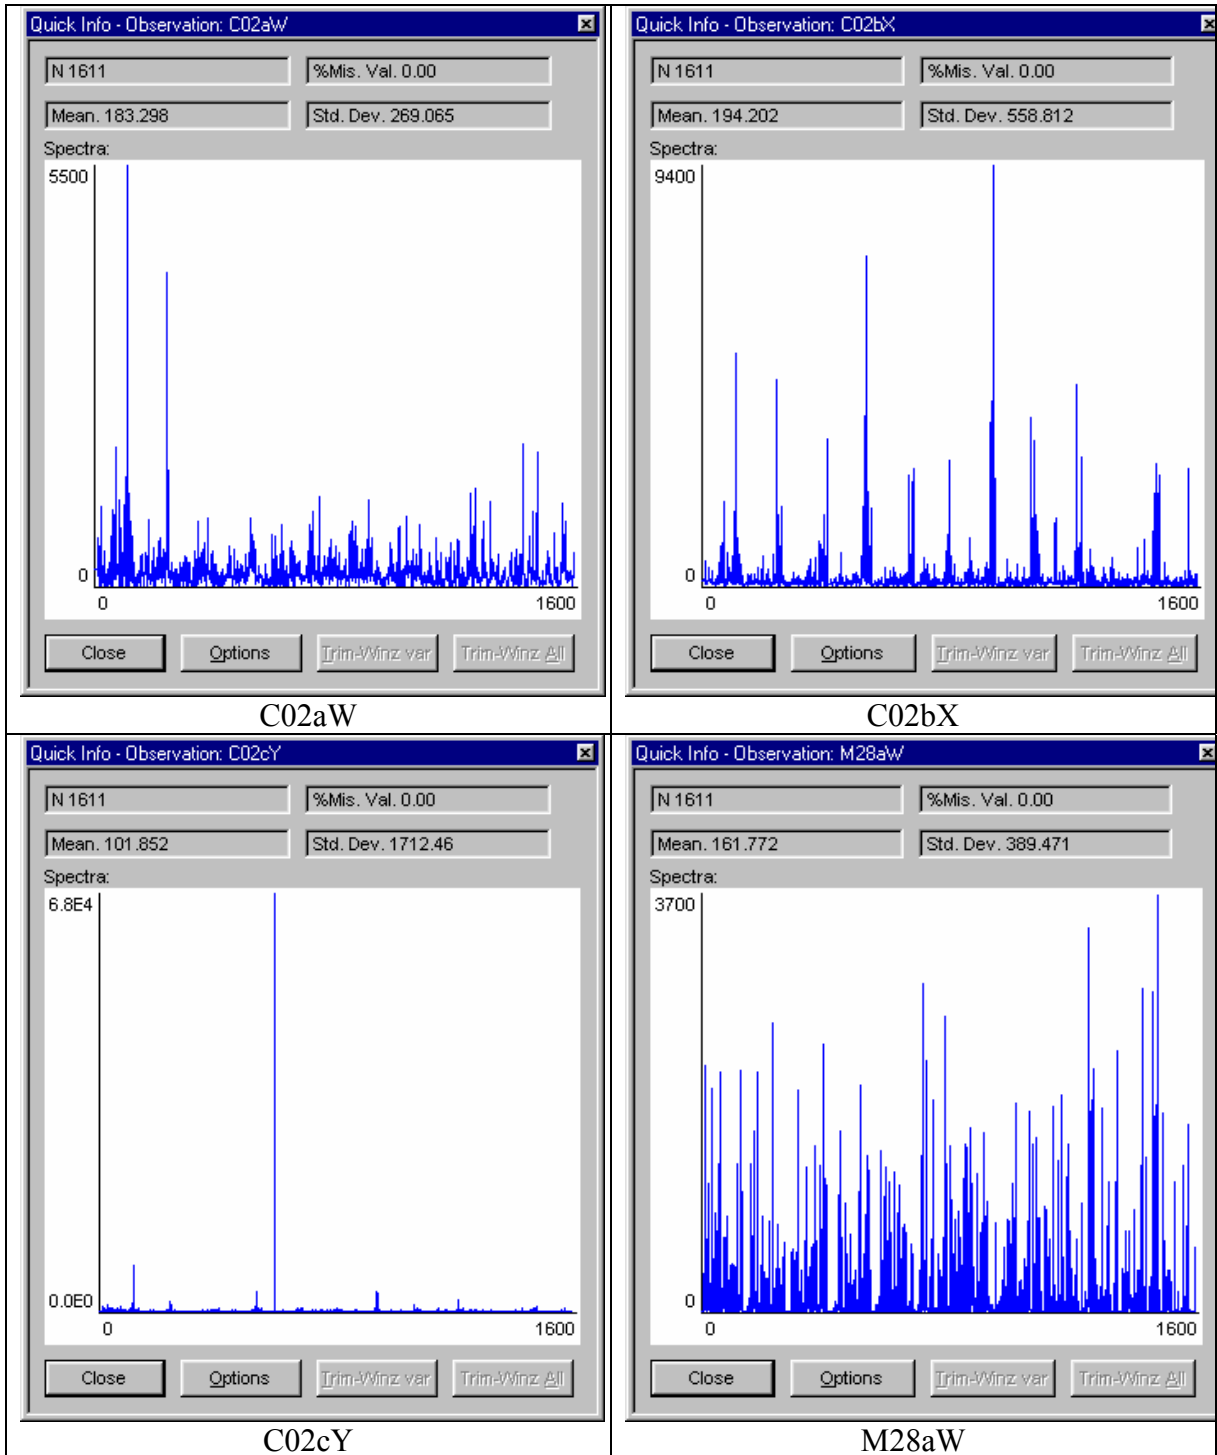 Quick Info - Observation: C02aW
N 1611 %Mis. Val. 0.00
Mean. 183.298 Std. Dev. 269.065
Spectra:
5500
0
0 1600
Close Options Trim-Winz var Trim-Winz All
C02aW
Quick Info - Observation: C02bX
N 1611 %Mis. Val. 0.00
Mean. 194.202 Std. Dev. 558.812
Spectra:
9400
0
0 1600
Close Options Trim-Winz var Trim-Winz All
C02bX
Quick Info - Observation: C02cY
N 1611 %Mis. Val. 0.00
Mean. 101.852 Std. Dev. 1712.46
Spectra:
6.8E4
0.0E0
0 1600
Close Options Trim-Winz var Trim-Winz All
C02cY
Quick Info - Observation: M28aW
N 1611 %Mis. Val. 0.00
Mean. 161.772 Std. Dev. 389.471
Spectra:
3700
0
0 1600
Close Options Trim-Winz var Trim-Winz All
M28aW